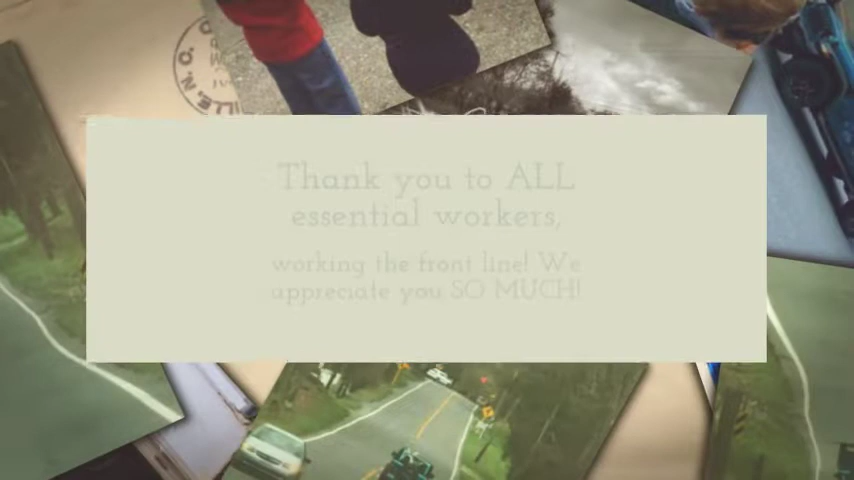 Thank you to ALL
essential workers,
working the front line! We
appreciate you SO MUCH!